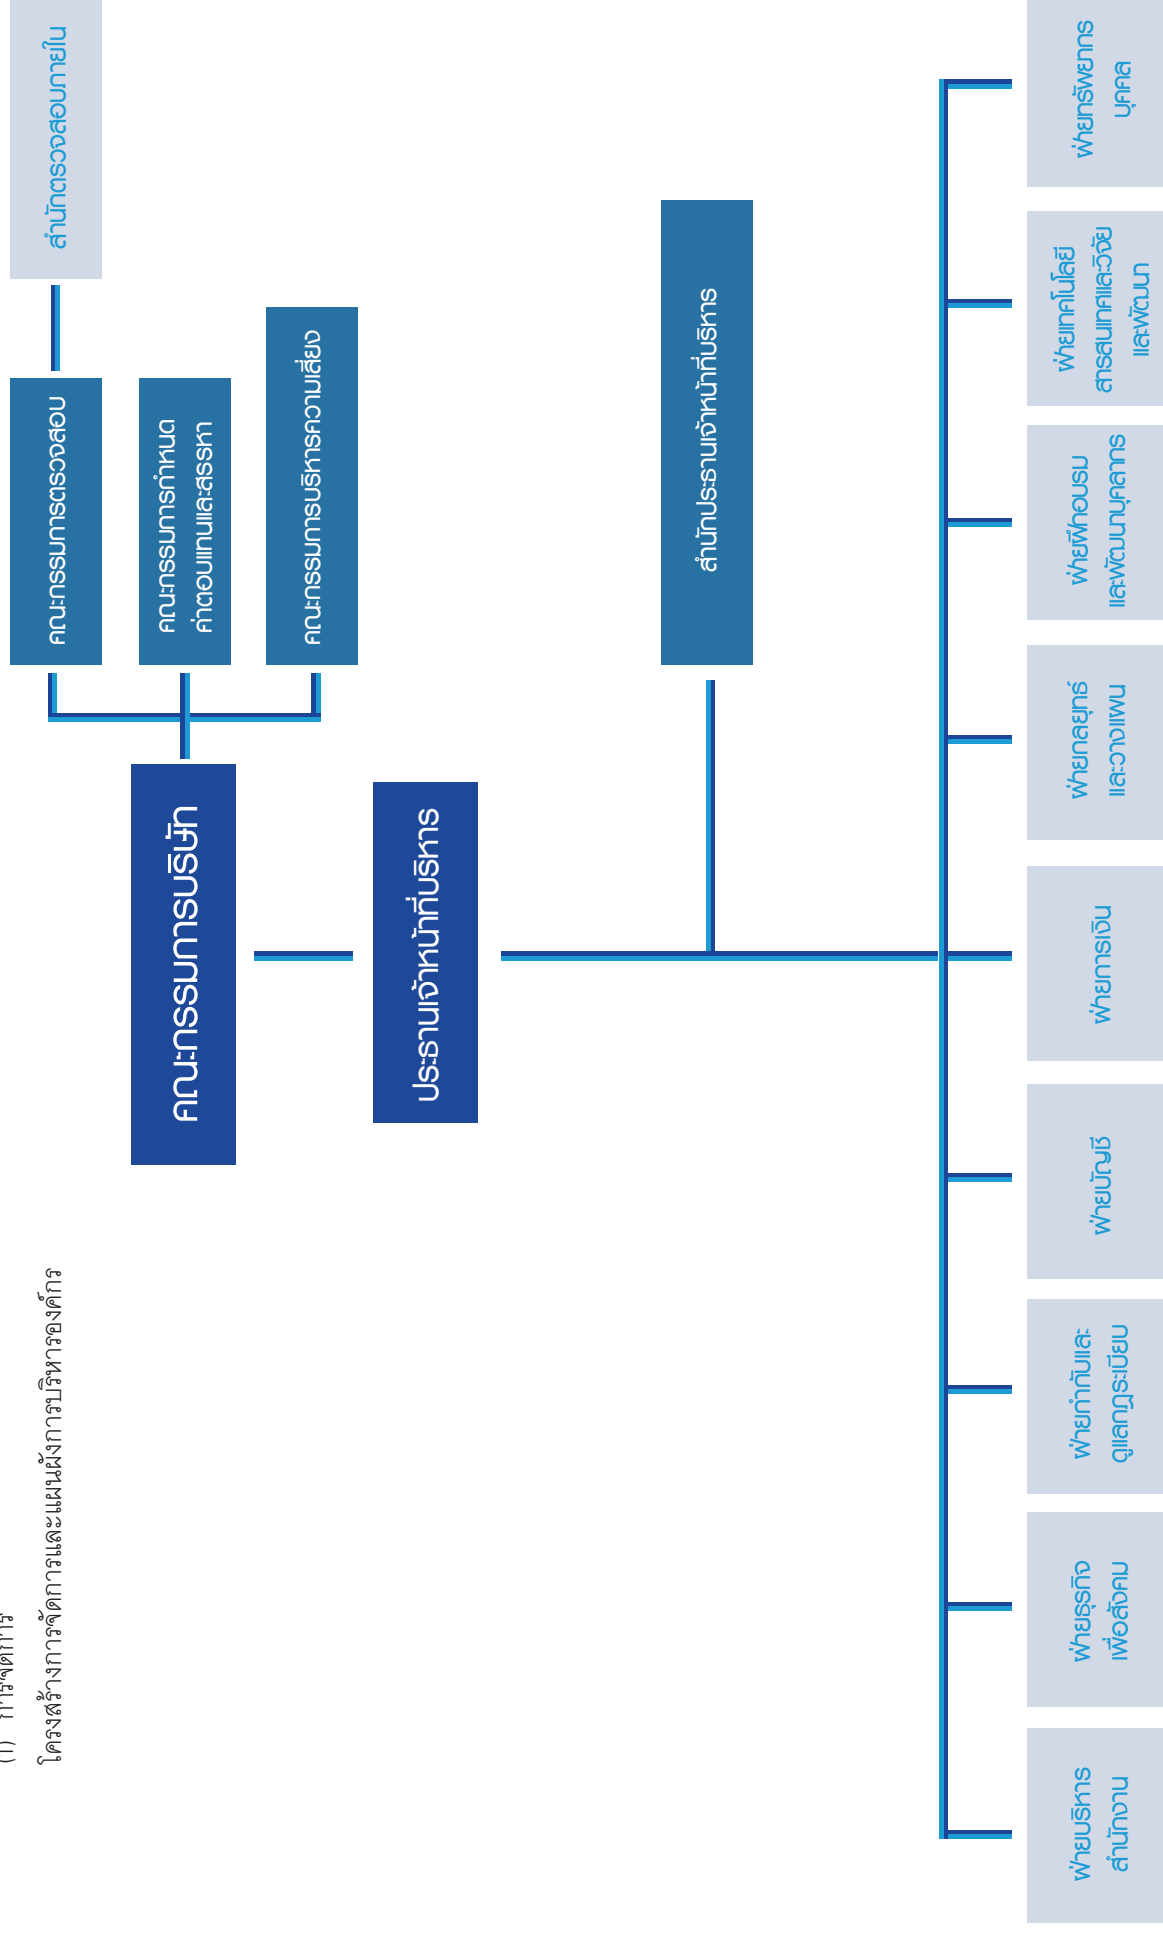 (1) การจัดการ
โครงสร้างการจัดการและแผนผังการบริหารองค์กร
คณะกรรมการบริษัท
คณะกรรมการตรวจสอบ
สำนักตรวจสอบภายใน
คณะกรรมการกำหนด
ค่าตอบแทนและสรรหา
คณะกรรมการบริหารความเสี่ยง
ประธานเจ้าหน้าที่บริหาร
สำนักประธานเจ้าหน้าที่บริหาร
ฝ่ายบริหาร
สำนักงาน
ฝ่ายธุรกิจ
เพื่อสังคม
ฝ่ายกำกับและ
ดูแลกฎระเบียบ
ฝ่ายบัญชี
ฝ่ายการเงิน
ฝ่ายกลยุทธ์
และวางแผน
ฝ่ายฝึกอบรม
และพัฒนาบุคลากร
ฝ่ายเทคโนโลยี
สารสนเทศและวิจัย
และพัฒนา
ฝ่ายทรัพยากร
บุคคล